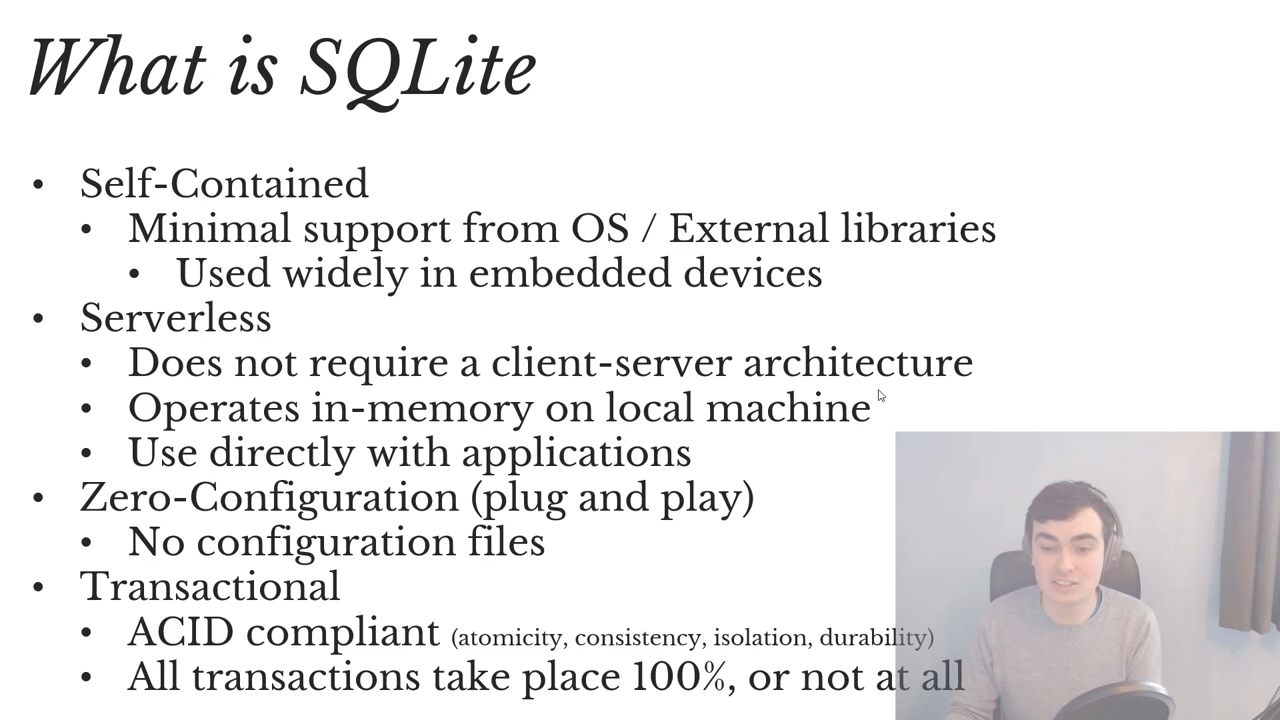 What is SQLite
• Self-Contained
• Minimal support from OS / External libraries
• Used widely in embedded devices
• Serverless
• Does not require a client-server architecture
• Operates in-memory on local machine
• Use directly with applications
• Zero-Configuration (plug and play)
• No configuration files
• Transactional
• ACID compliant (atomicity, consistency, isolation, durability)
• All transactions take place 100%, or not at all